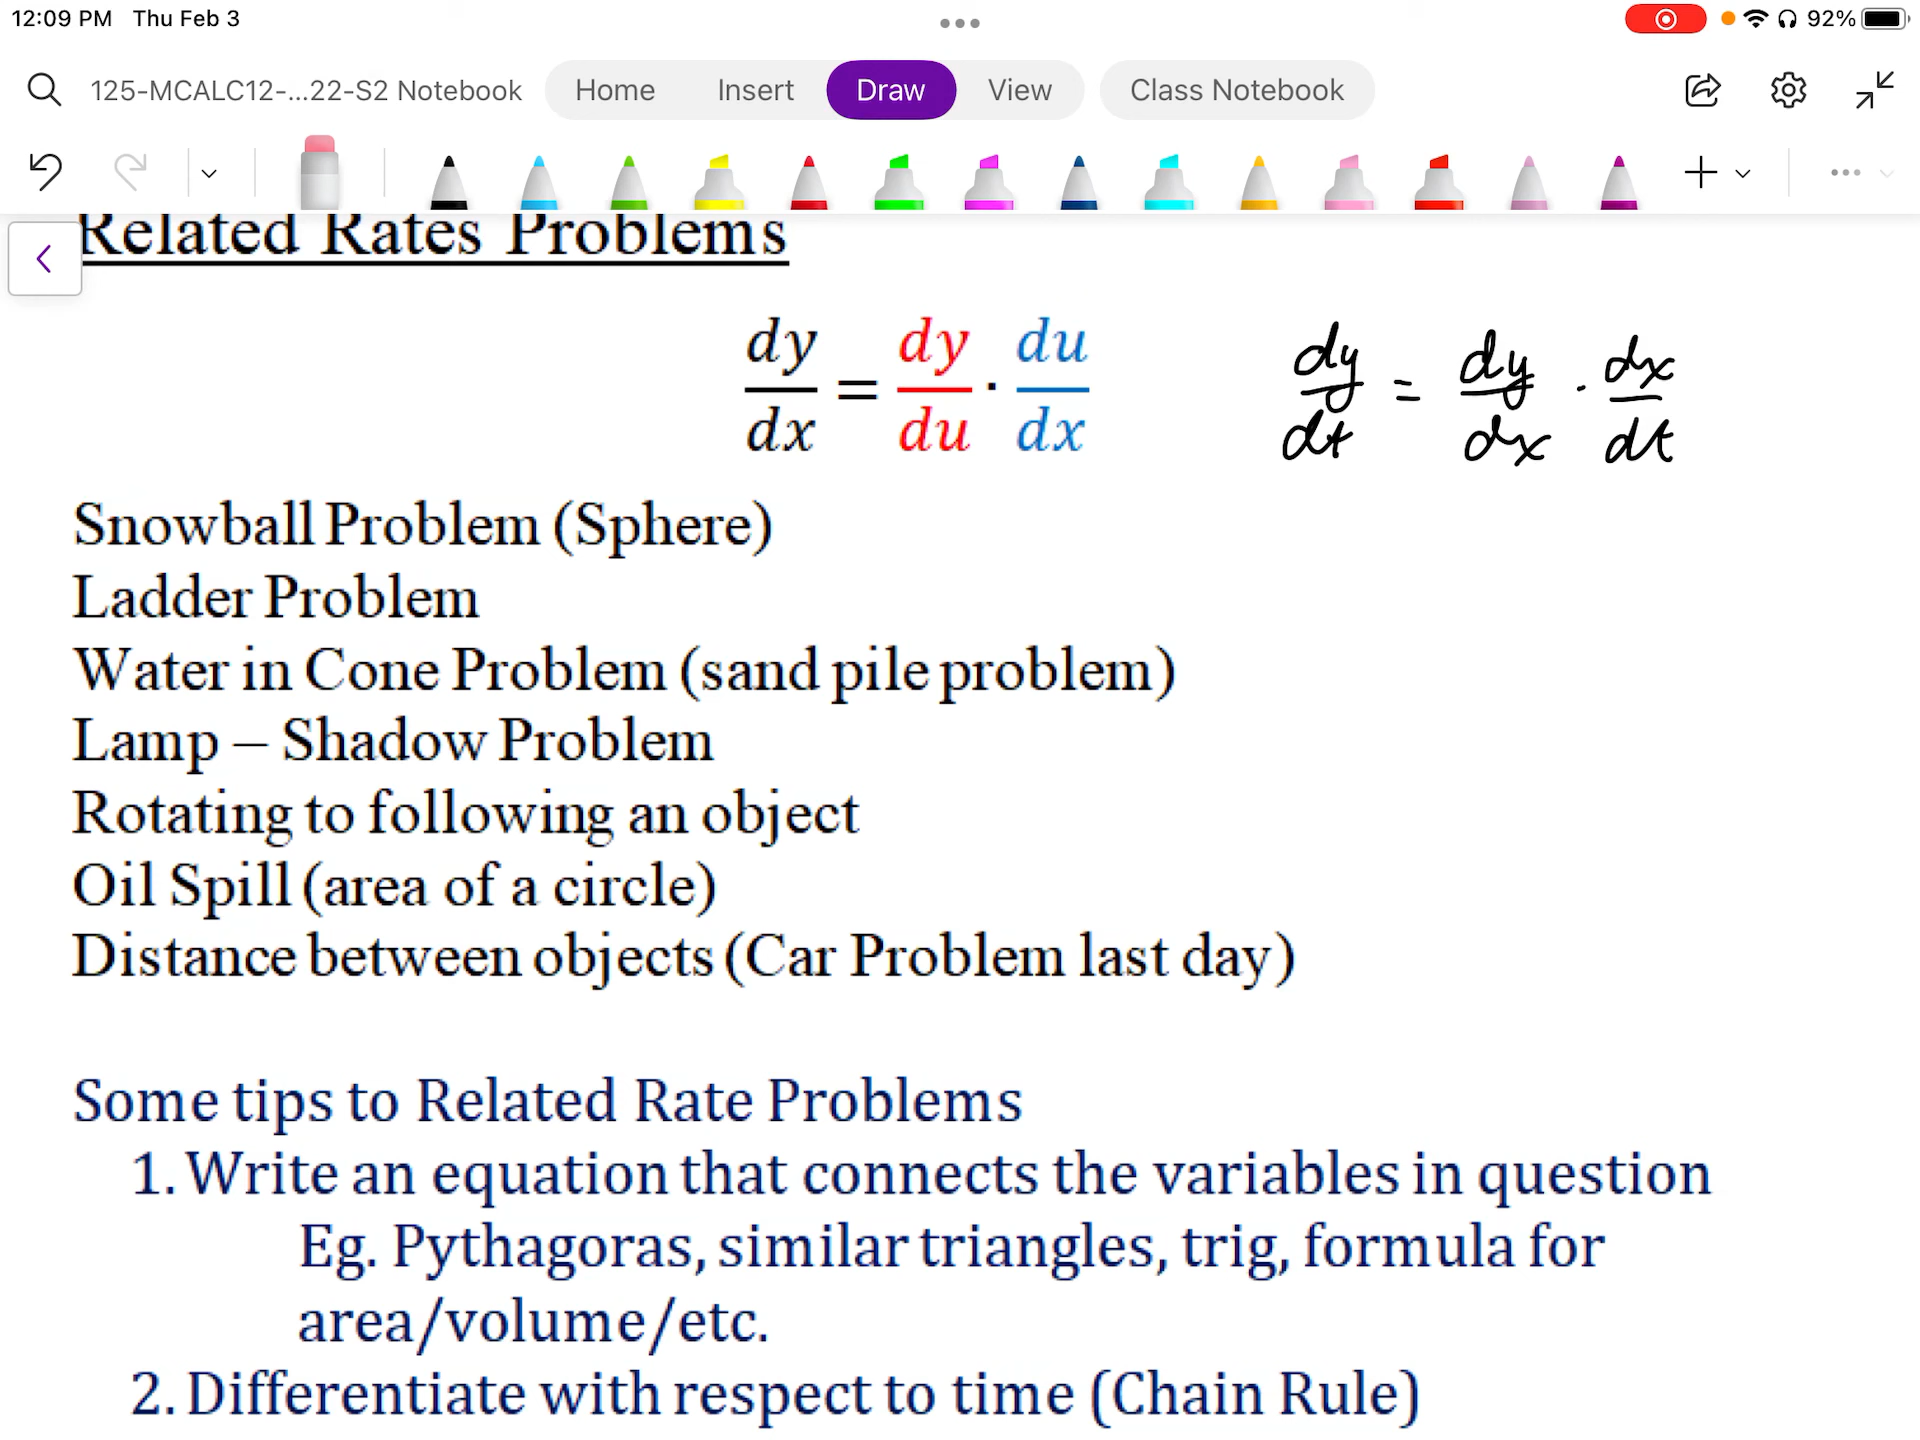 12:09 PM Thu Feb 3 92%
125-MCALC12-...22-S2 Notebook Home Insert Draw View Class Notebook
Related Rates Problems
dy/dx = dy/du · du/dx dy/dt = dy/dx · dx/dt
Snowball Problem (Sphere)
Ladder Problem
Water in Cone Problem (sand pile problem)
Lamp – Shadow Problem
Rotating to following an object
Oil Spill (area of a circle)
Distance between objects (Car Problem last day)
Some tips to Related Rate Problems
1. Write an equation that connects the variables in question
Eg. Pythagoras, similar triangles, trig, formula for
area/volume/etc.
2. Differentiate with respect to time (Chain Rule)